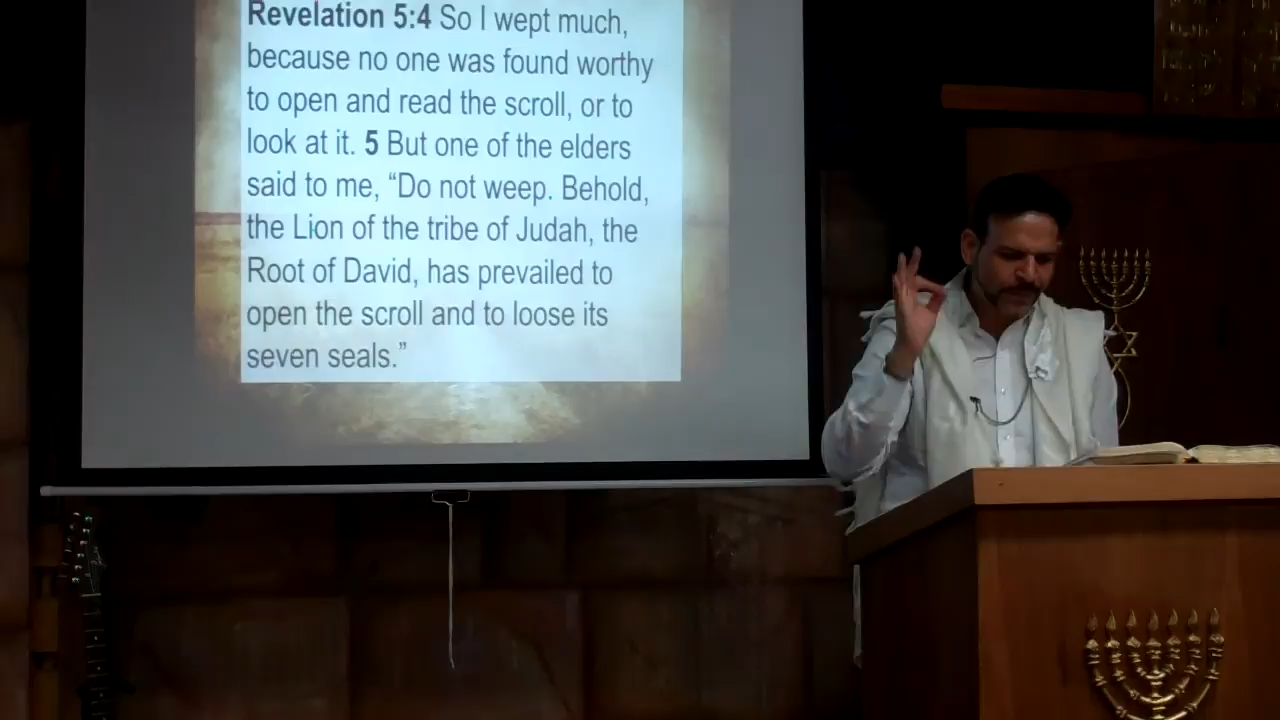 Revelation 5:4 So I wept much,
because no one was found worthy
to open and read the scroll, or to
look at it. 5 But one of the elders
said to me, “Do not weep. Behold,
the Lion of the tribe of Judah, the
Root of David, has prevailed to
open the scroll and to loose its
seven seals.”